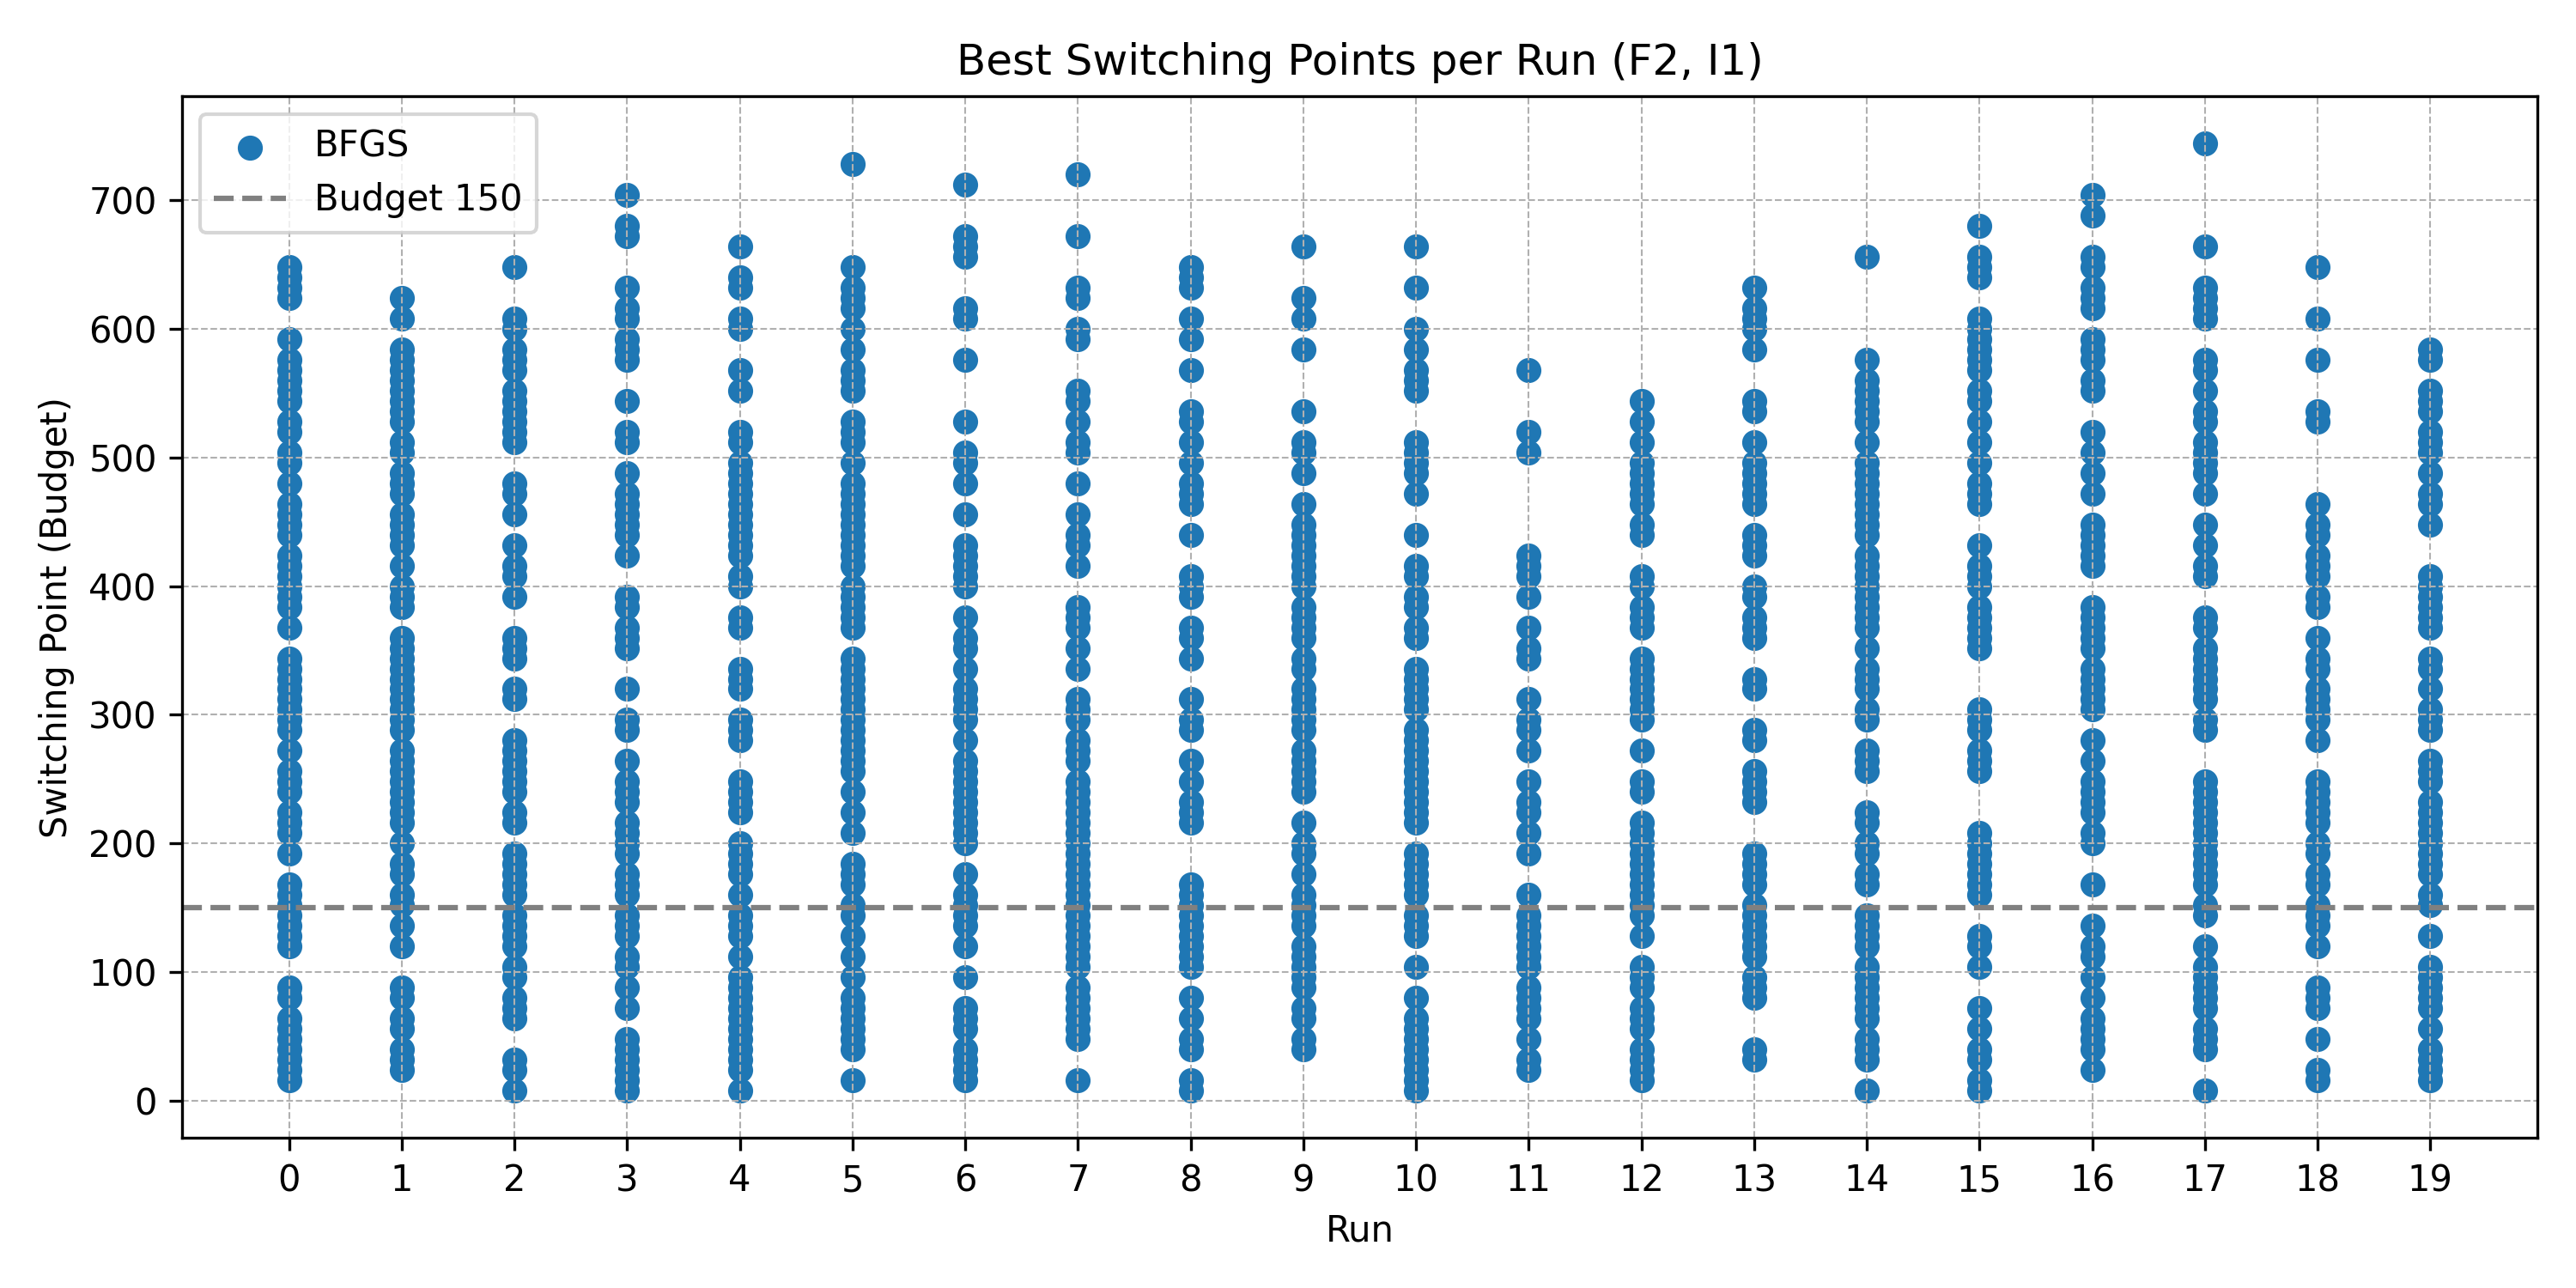 Best Switching Points per Run (F2, I1)
BFGS
Budget 150
Switching Point (Budget)
700
600
500
400
300
200
100
0
0 1 2 3 4 5 6 7 8 9 10 11 12 13 14 15 16 17 18 19
Run